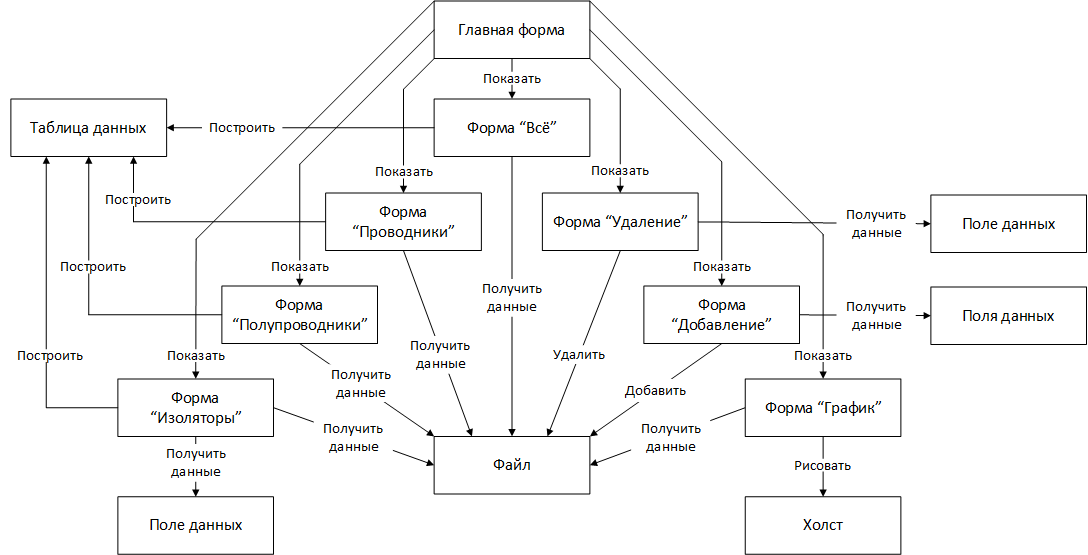 Главная форма
Показать
Таблица данных
Построить
Форма “Всё”
Показать
Показать
Построить
Форма
“Проводники”
Форма “Удаление”
Получить
данные
Поле данных
Построить
Показать
Получить
данные
Показать
Форма
“Полупроводники”
Форма
“Добавление”
Получить
данные
Поля данных
Построить
Показать
Получить
данные
Удалить
Показать
Получить
данные
Добавить
Форма
“Изоляторы”
Форма “График”
Получить
данные
Получить
данные
Получить
данные
Файл
Рисовать
Поле данных
Холст